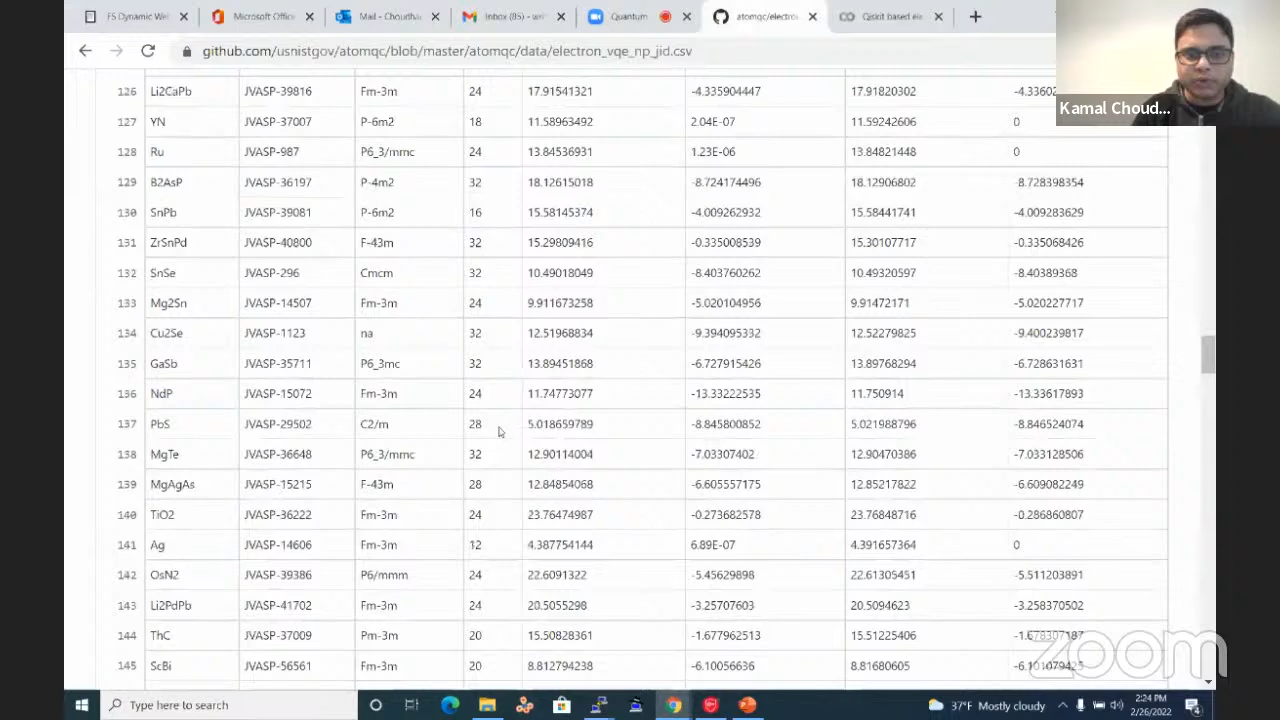 F5 Dynamic Web
Microsoft Office
Mail - Choudha
Inbox (85) - wri
Quantum
atomqc/electro
Qiskit based ele
github.com/usnistgov/atomqc/blob/master/atomqc/data/electron_vqe_np_jid.csv
126 Li2CaPb JVASP-39816 Fm-3m 24 17.91541321 -4.335904447 17.91820302 -4.33602
127 YN JVASP-37007 P-6m2 18 11.58963492 2.04E-07 11.59242606 0
128 Ru JVASP-987 P6_3/mmc 24 13.84536931 1.23E-06 13.84821448 0
129 B2AsP JVASP-36197 P-4m2 32 18.12615018 -8.724174496 18.12906802 -8.728398354
130 SnPb JVASP-39081 P-6m2 16 15.58145374 -4.009262932 15.58441741 -4.009283629
131 ZrSnPd JVASP-40800 F-43m 32 15.29809416 -0.335008539 15.30107717 -0.335068426
132 SnSe JVASP-296 Cmcm 32 10.49018049 -8.403760262 10.49320597 -8.40389368
133 Mg2Sn JVASP-14507 Fm-3m 24 9.911673258 -5.020104956 9.91472171 -5.020227717
134 Cu2Se JVASP-1123 na 32 12.51968834 -9.394095332 12.52279825 -9.400239817
135 GaSb JVASP-35711 P6_3mc 32 13.89451868 -6.727915426 13.89768294 -6.728631631
136 NdP JVASP-15072 Fm-3m 24 11.74773077 -13.33222535 11.750914 -13.33617893
137 PbS JVASP-29502 C2/m 28 5.018659789 -8.845800852 5.021988796 -8.846524074
138 MgTe JVASP-36648 P6_3/mmc 32 12.90114004 -7.03307402 12.90470386 -7.033128506
139 MgAgAs JVASP-15215 F-43m 28 12.84854068 -6.605557175 12.85217822 -6.609082249
140 TiO2 JVASP-36222 Fm-3m 24 23.76474987 -0.273682578 23.76848716 -0.286860807
141 Ag JVASP-14606 Fm-3m 12 4.387754144 6.89E-07 4.391657364 0
142 OsN2 JVASP-39386 P6/mmm 24 22.6091322 -5.45629898 22.61305451 -5.511203891
143 Li2PdPb JVASP-41702 Fm-3m 24 20.5055298 -3.25707603 20.5094623 -3.258370502
144 ThC JVASP-37009 Pm-3m 20 15.50828361 -1.677962513 15.51225406 -1.678307187
145 ScBi JVASP-56561 Fm-3m 20 8.812794238 -6.10056636 8.81680605 -6.101079425
Kamal Choud...
zoom
Type here to search
37°F Mostly cloudy
2:24 PM
2/26/2022